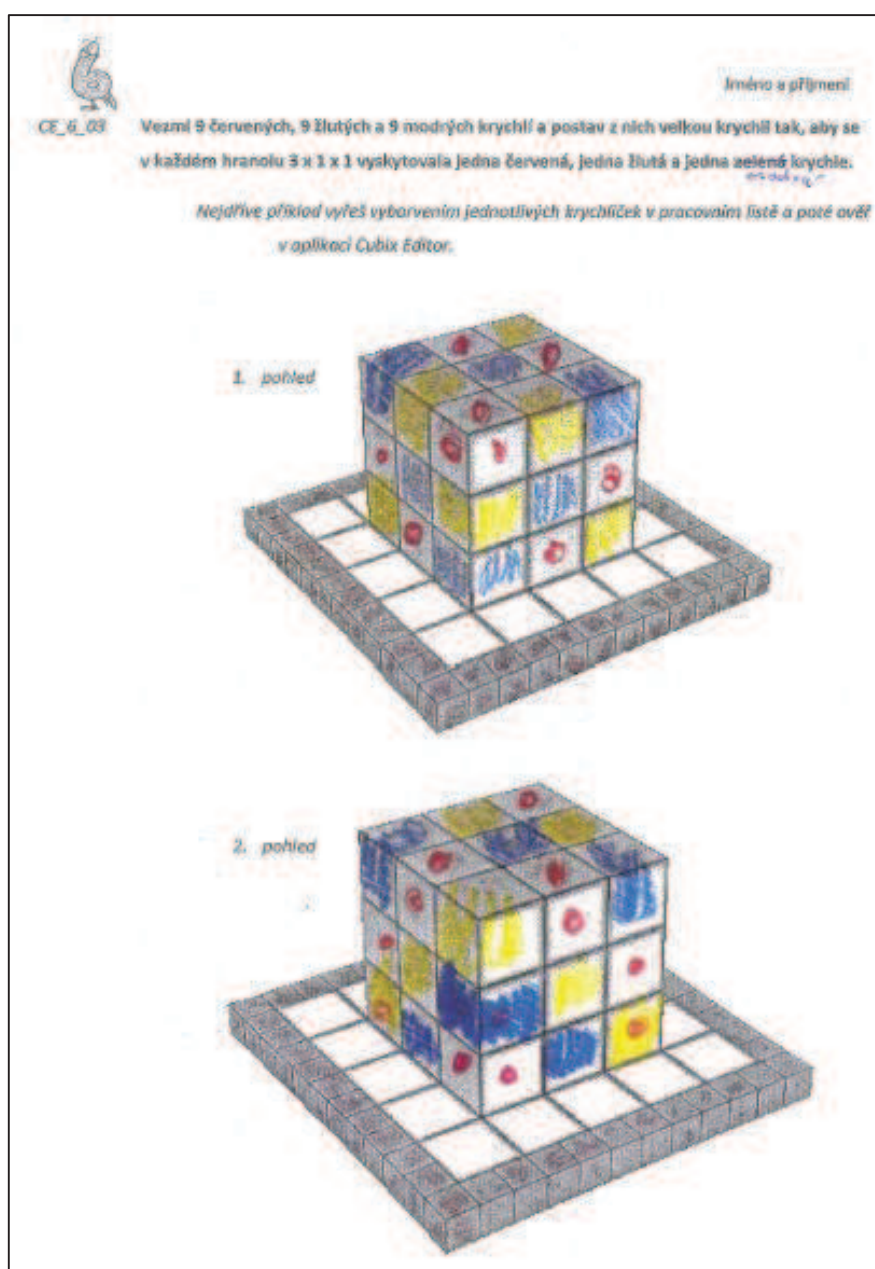 Jméno a příjmení
CE_6_03 Vezmi 9 červených, 9 žlutých a 9 modrých krychlí a postav z nich velkou krychli tak, aby se
v každém hranolu 3 x 1 x 1 vyskytovala jedna červená, jedna žlutá a jedna zelená krychle.
modrá
Nejdříve příklad vyřeš vybarvením jednotlivých krychliček v pracovním listě a poté ověř
v aplikaci Cubix Editor.
1. pohled
2. pohled